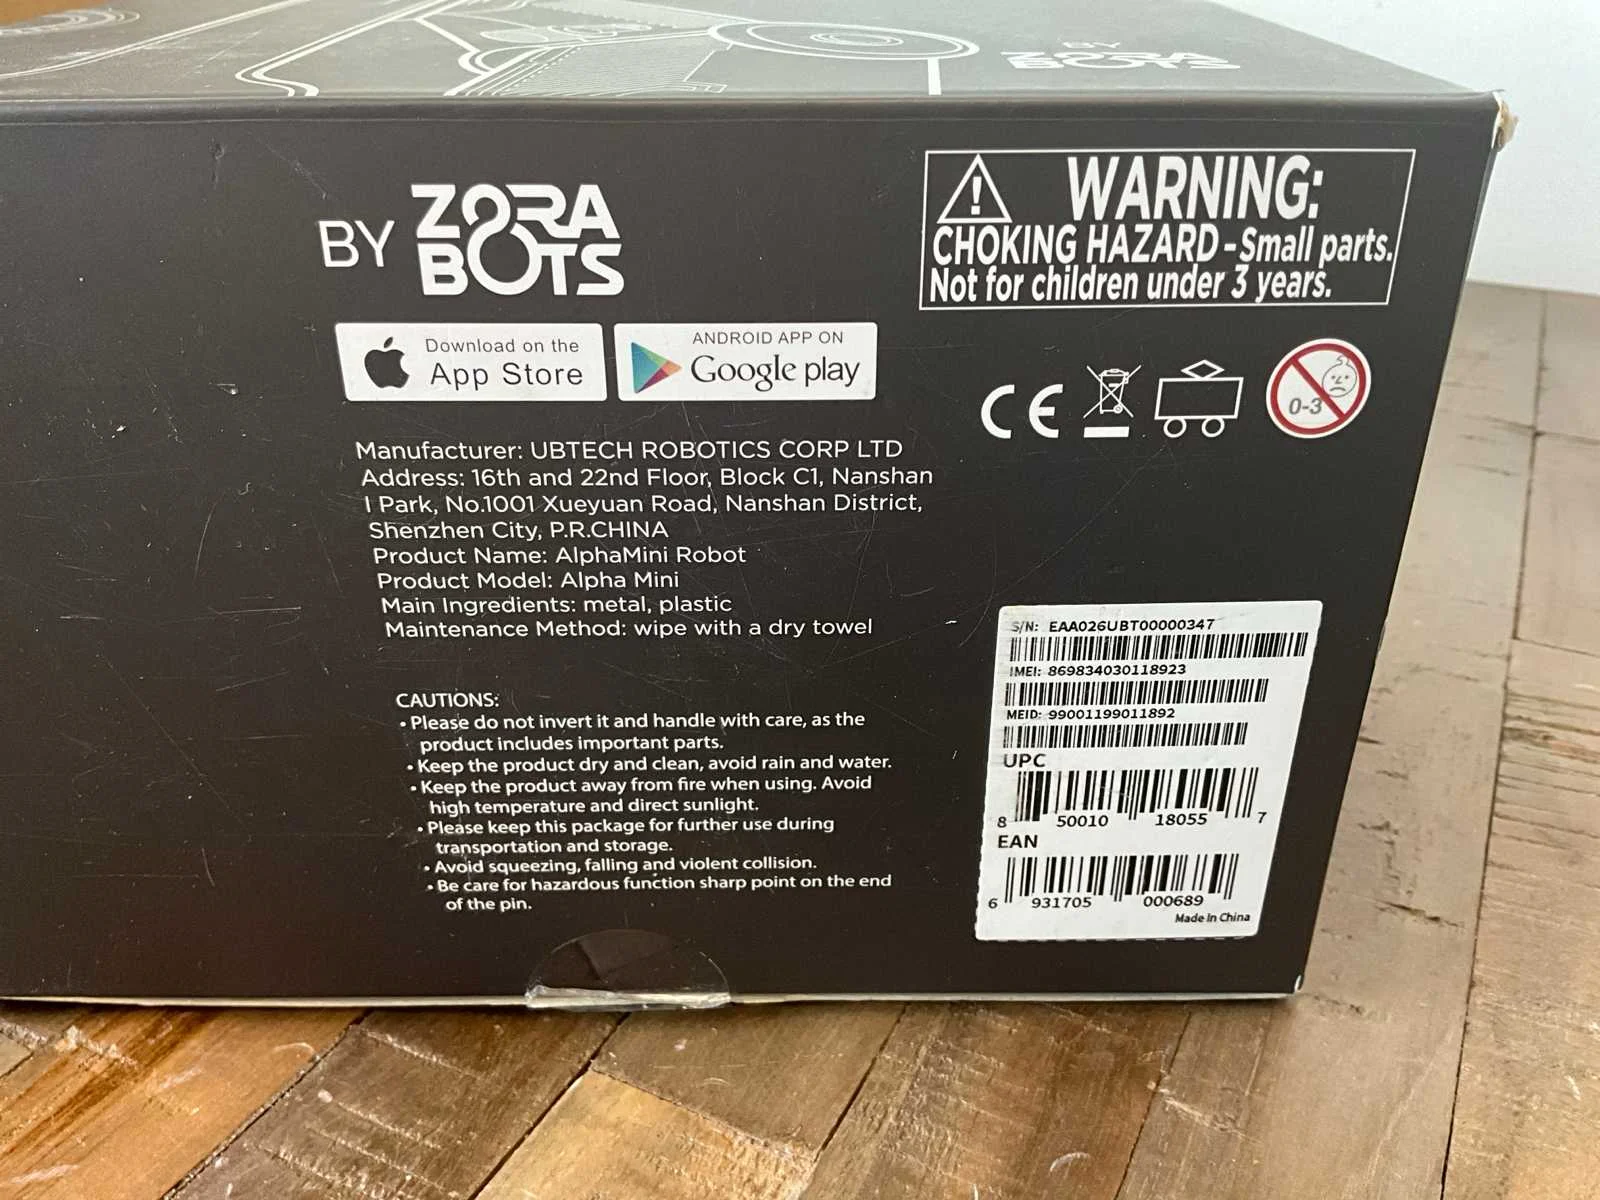 BY
ZORA
BOTS
BY ZORA
BOTS
WARNING:
CHOKING HAZARD - Small parts.
Not for children under 3 years.
Download on the
App Store
ANDROID APP ON
Google play
CE
0-3
Manufacturer: UBTECH ROBOTICS CORP LTD
Address: 16th and 22nd Floor, Block C1, Nanshan
I Park, No.1001 Xueyuan Road, Nanshan District,
Shenzhen City, P.R.CHINA
Product Name: AlphaMini Robot
Product Model: Alpha Mini
Main Ingredients: metal, plastic
Maintenance Method: wipe with a dry towel
CAUTIONS:
• Please do not invert it and handle with care, as the
product includes important parts.
• Keep the product dry and clean, avoid rain and water.
• Keep the product away from fire when using. Avoid
high temperature and direct sunlight.
• Please keep this package for further use during
transportation and storage.
• Avoid squeezing, falling and violent collision.
• Be care for hazardous function sharp point on the end
of the pin.
S/N: EAA026UBT00000347
IMEI: 869834030118923
MEID: 99001199011892
UPC
8 50010 18055 7
EAN
6 931705 000689
Made In China